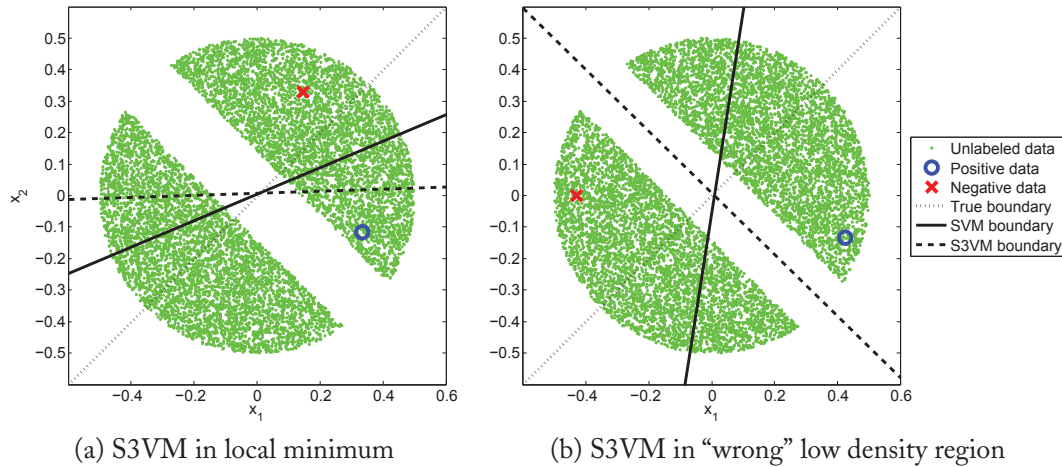 0.5
0.4
0.3
0.2
0.1
0
−0.1
−0.2
−0.3
−0.4
−0.5
x2
−0.4 −0.2 0 0.2 0.4 0.6
x1
(a) S3VM in local minimum
0.5
0.4
0.3
0.2
0.1
0
−0.1
−0.2
−0.3
−0.4
−0.5
−0.4 −0.2 0 0.2 0.4 0.6
x1
(b) S3VM in “wrong” low density region
Unlabeled data
Positive data
Negative data
True boundary
SVM boundary
S3VM boundary